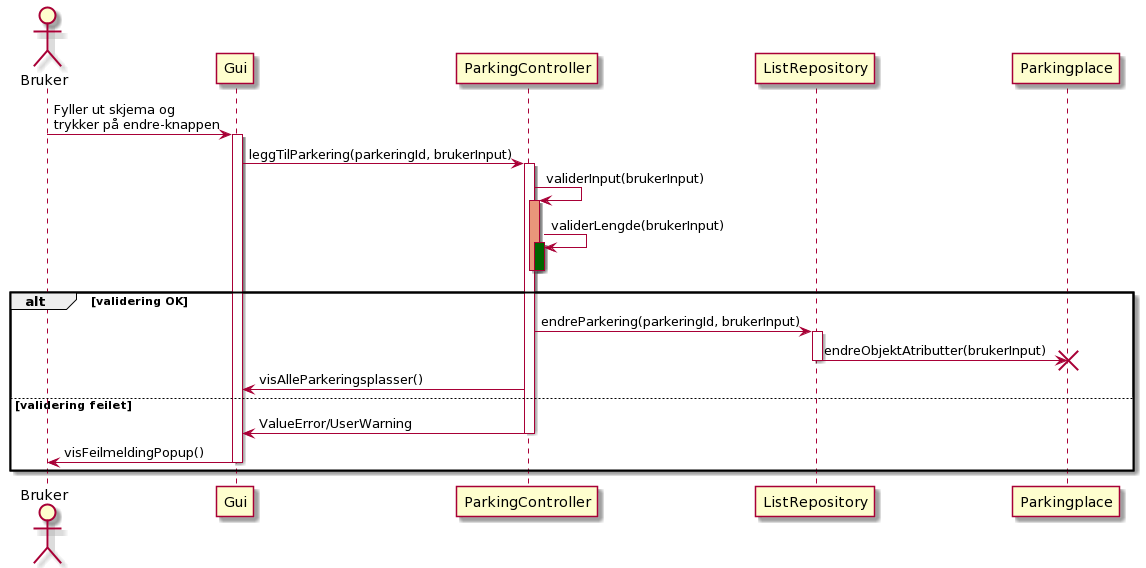 Bruker
Gui
ParkingController
ListRepository
Parkingplace
Fyller ut skjema og
trykker på endre-knappen
leggTilParkering(parkeringId, brukerInput)
validerInput(brukerInput)
validerLengde(brukerInput)
alt
[validering OK]
endreParkering(parkeringId, brukerInput)
endreObjektAtributter(brukerInput)
visAlleParkeringsplasser()
[validering feilet]
ValueError/UserWarning
visFeilmeldingPopup()
Bruker
Gui
ParkingController
ListRepository
Parkingplace